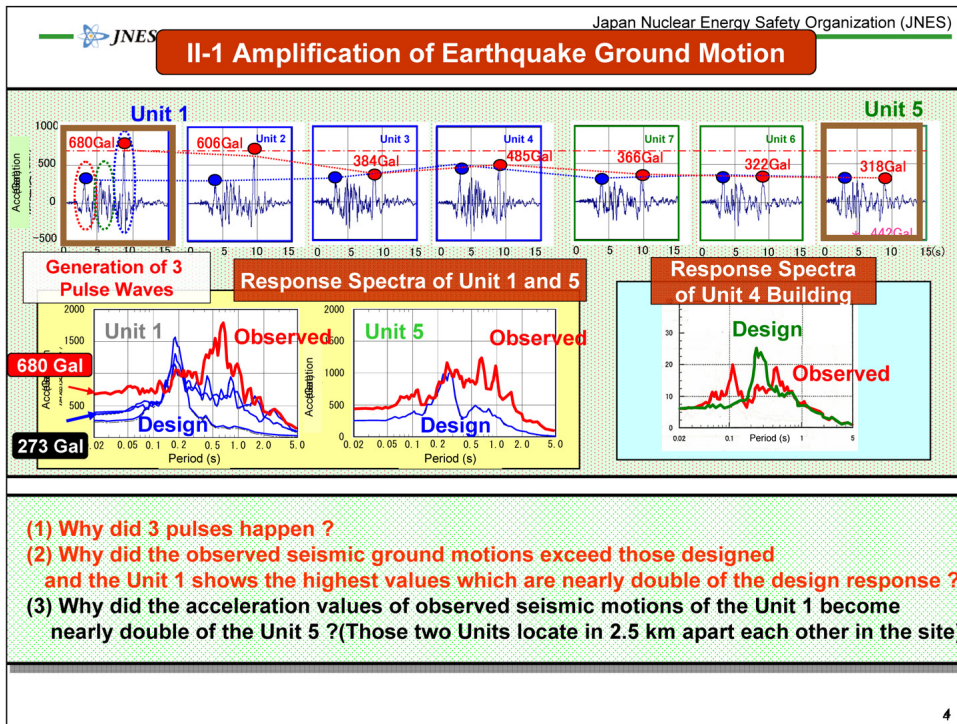 Japan Nuclear Energy Safety Organization (JNES)
JNES
II-1 Amplification of Earthquake Ground Motion
Unit 1
Unit 5
1000
500
0
−500
680Gal
606Gal
Unit 2
384Gal
Unit 3
485Gal
Unit 4
366Gal
Unit 7
322Gal
Unit 6
318Gal
442Gal
0 5 10 15
0 5 10 15
0 5 10 15
0 5 10 15
0 5 10 15
0 5 10 15
0 5 10 15(s)
Generation of 3
Pulse Waves
Response Spectra of Unit 1 and 5
Response Spectra
of Unit 4 Building
2000
1500
1000
500
Unit 1
Observed
Design
680 Gal
273 Gal
0.02 0.05 0.1 0.2 0.5 1.0 2.0 5.0
Period (s)
2000
1500
1000
500
0
Unit 5
Observed
Design
0.02 0.05 0.1 0.2 0.5 1.0 2.0 5.0
Period (s)
30
20
10
0
Design
Observed
0.02 0.1 1 5
Period (s)
(1) Why did 3 pulses happen ?
(2) Why did the observed seismic ground motions exceed those designed
and the Unit 1 shows the highest values which are nearly double of the design response ?
(3) Why did the acceleration values of observed seismic motions of the Unit 1 become
nearly double of the Unit 5 ?(Those two Units locate in 2.5 km apart each other in the site)
4